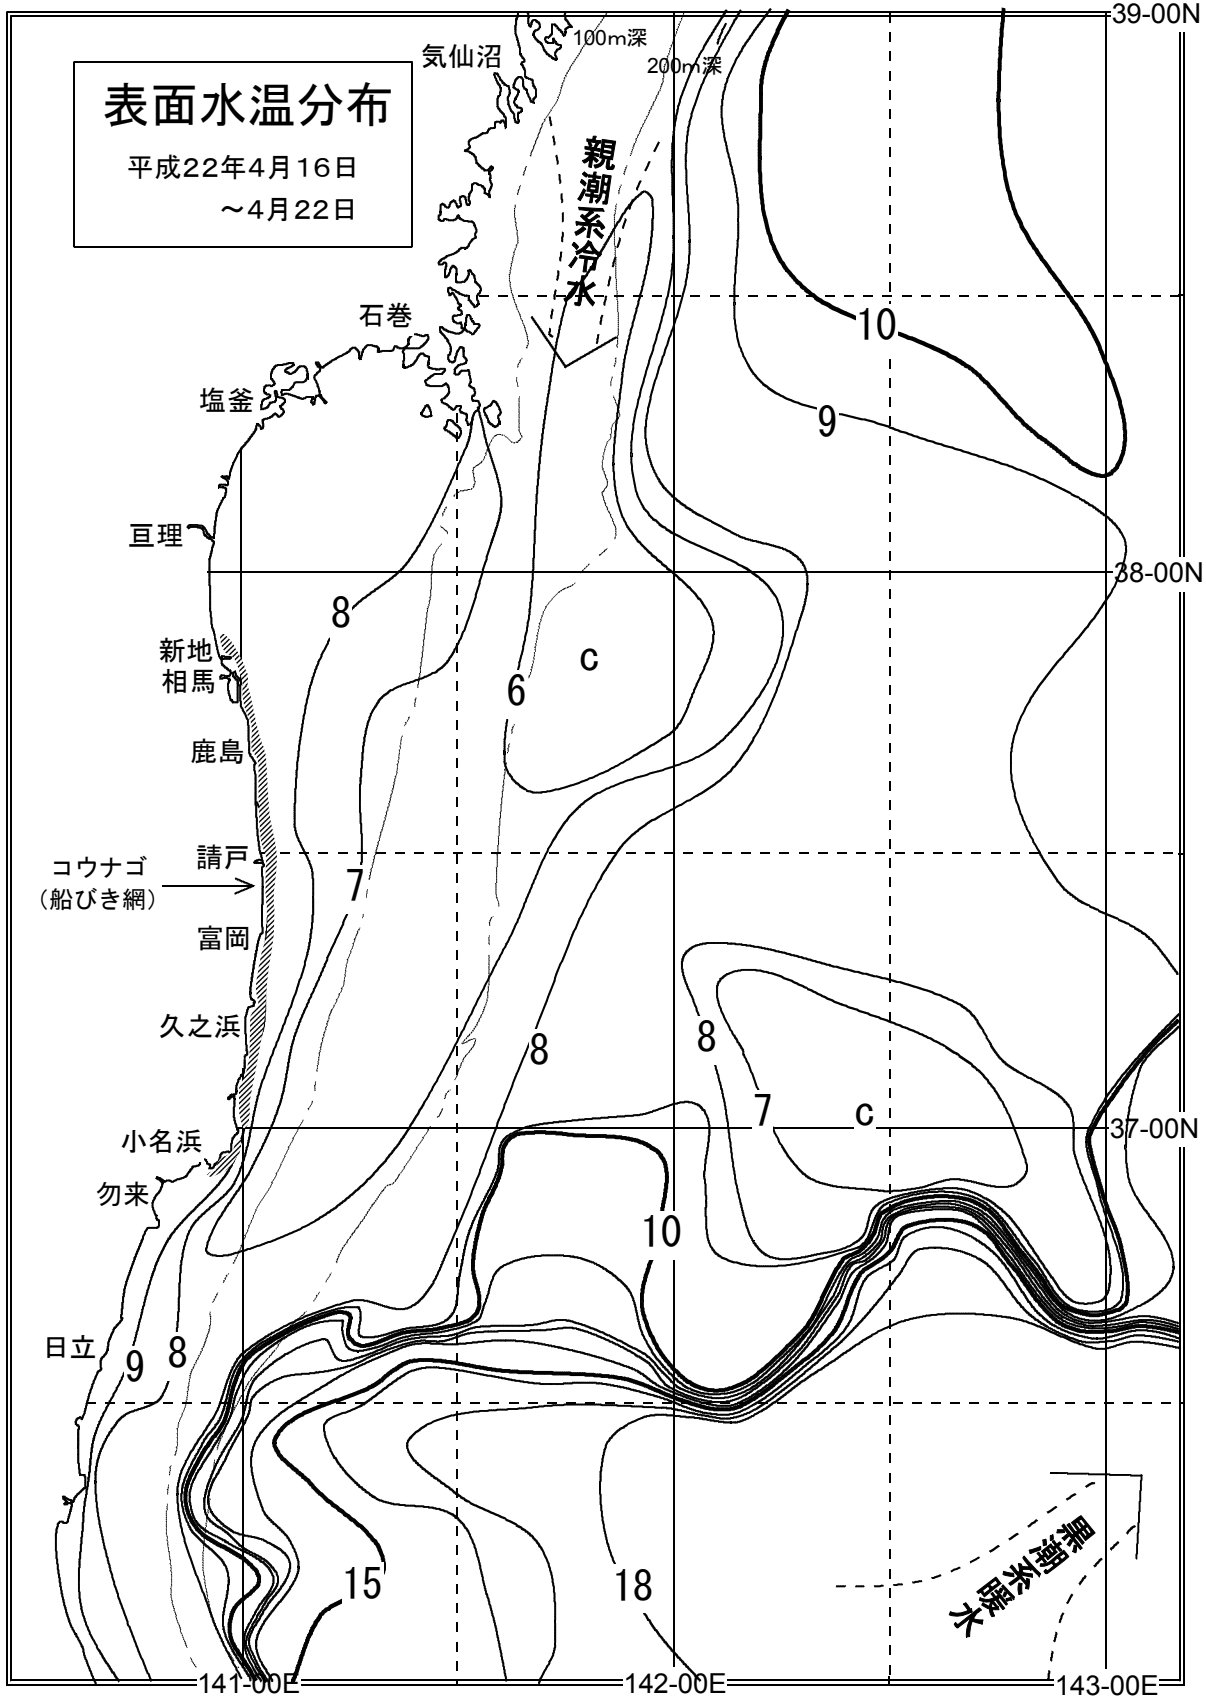 39-00N
100m深
気仙沼
200m深
表面水温分布
平成22年4月16日
～4月22日
親潮系冷水
石巻
10
塩釜
9
亘理
38-00N
8
新地
c
相馬
6
鹿島
請戸
コウナゴ
（船びき網）
7
富岡
久之浜
8
8
7
c
37-00N
小名浜
勿来
10
日立
9
8
黒潮系暖水
15
18
141-00E
142-00E
143-00E